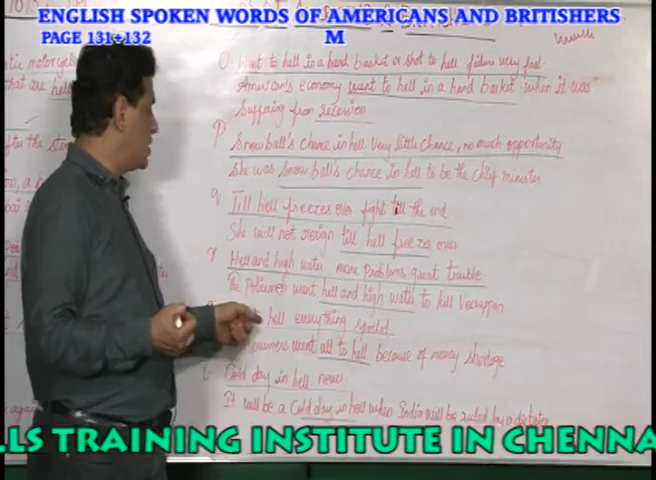 ENGLISH SPOKEN WORDS OF AMERICANS AND BRITISHERS
PAGE 131+132 M
O. Went to hell in a hand basket or shot to hell failure very fast
American's economy went to hell in a hand basket when it was
Suffering from recession
P Snow ball's chance in hell very little chance, no much opportunity
She was snow ball's chance in hell to be the chief minister
q Till hell freezes over fight till the end
She will not resign till hell freezes over
r Hell and high water more problems, great trouble
The policemen went hell and high water to kill Veerappan
hell everything spoiled
went all to hell because of money shortage
t. Cold day in hell never
It will be a cold day in hell when India will be ruled by a dictator
LLS TRAINING INSTITUTE IN CHENNA